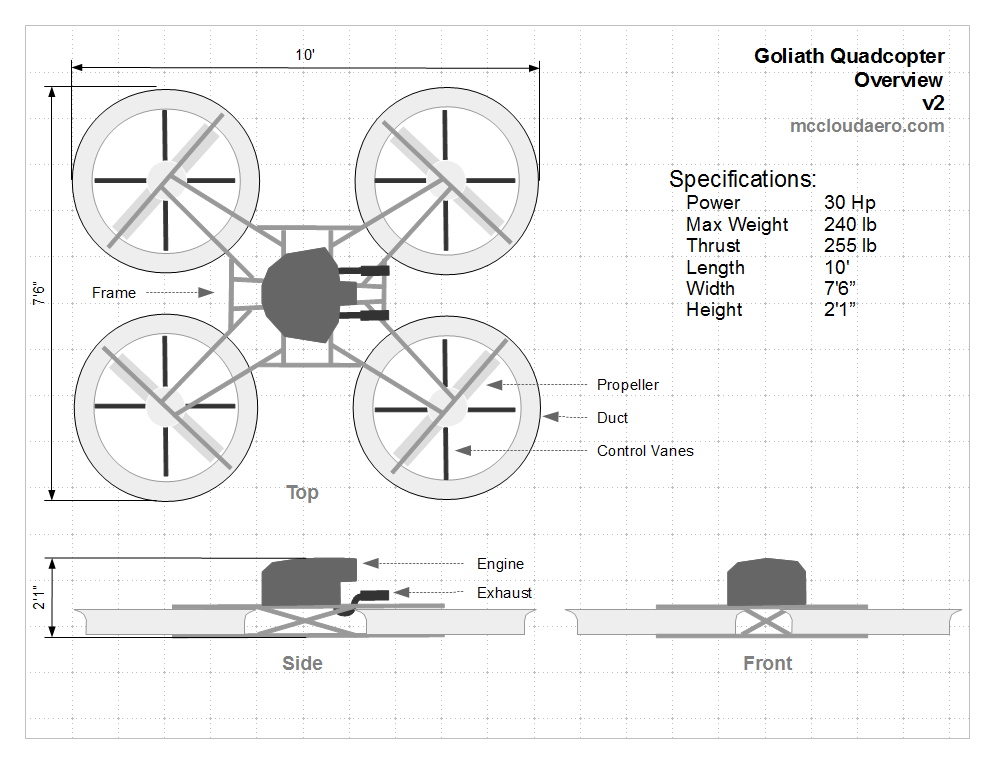 10'
Goliath Quadcopter
Overview
v2
mccloudaero.com
Specifications:
Power 30 Hp
Max Weight 240 lb
Thrust 255 lb
Length 10'
Width 7'6”
Height 2'1”
7'6"
Frame
Propeller
Duct
Control Vanes
Top
2'1"
Engine
Exhaust
Side
Front